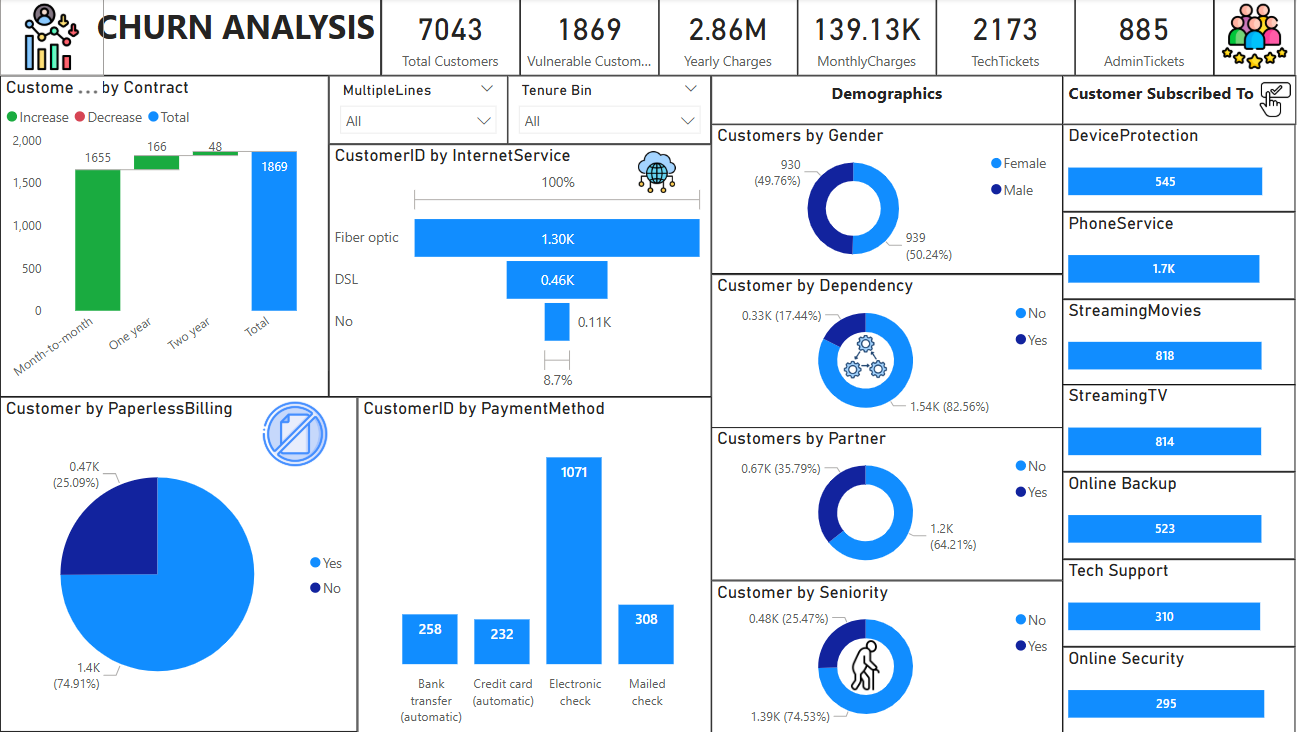 CHURN ANALYSIS
7043
Total Customers
1869
Vulnerable Custom...
2.86M
Yearly Charges
139.13K
MonthlyCharges
2173
TechTickets
885
AdminTickets
Custome ... by Contract
Increase Decrease Total
2,000
1,500
1,000
500
0
1655
166
48
1869
Month-to-month
One year
Two year
Total
MultipleLines
All
Tenure Bin
All
CustomerID by InternetService
100%
Fiber optic 1.30K
DSL 0.46K
No 0.11K
8.7%
Customer by PaperlessBilling
0.47K
(25.09%)
Yes
No
1.4K
(74.91%)
CustomerID by PaymentMethod
258
232
1071
308
Bank
transfer
(automatic)
Credit card
(automatic)
Electronic
check
Mailed
check
Demographics
Customers by Gender
930
(49.76%)
Female
Male
939
(50.24%)
Customer by Dependency
0.33K (17.44%)
No
Yes
1.54K (82.56%)
Customers by Partner
0.67K (35.79%)
No
Yes
1.2K
(64.21%)
Customer by Seniority
0.48K (25.47%)
No
Yes
1.39K (74.53%)
Customer Subscribed To
DeviceProtection
545
PhoneService
1.7K
StreamingMovies
818
StreamingTV
814
Online Backup
523
Tech Support
310
Online Security
295